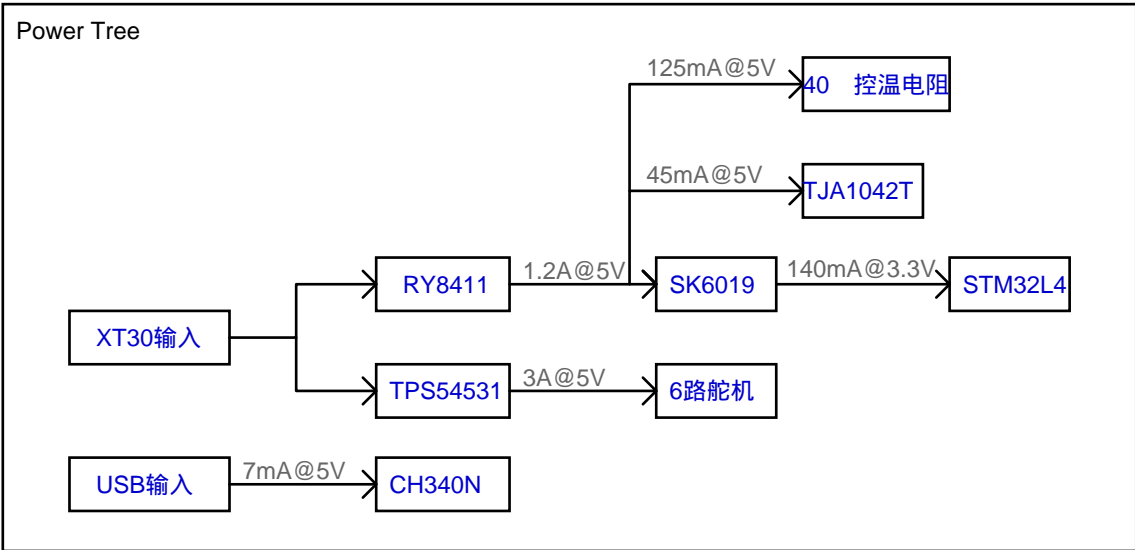 Power Tree
125mA@5V
40 控温电阻
45mA@5V
TJA1042T
RY8411
1.2A@5V
SK6019
140mA@3.3V
STM32L4
XT30输入
TPS54531
3A@5V
6路舵机
USB输入
7mA@5V
CH340N